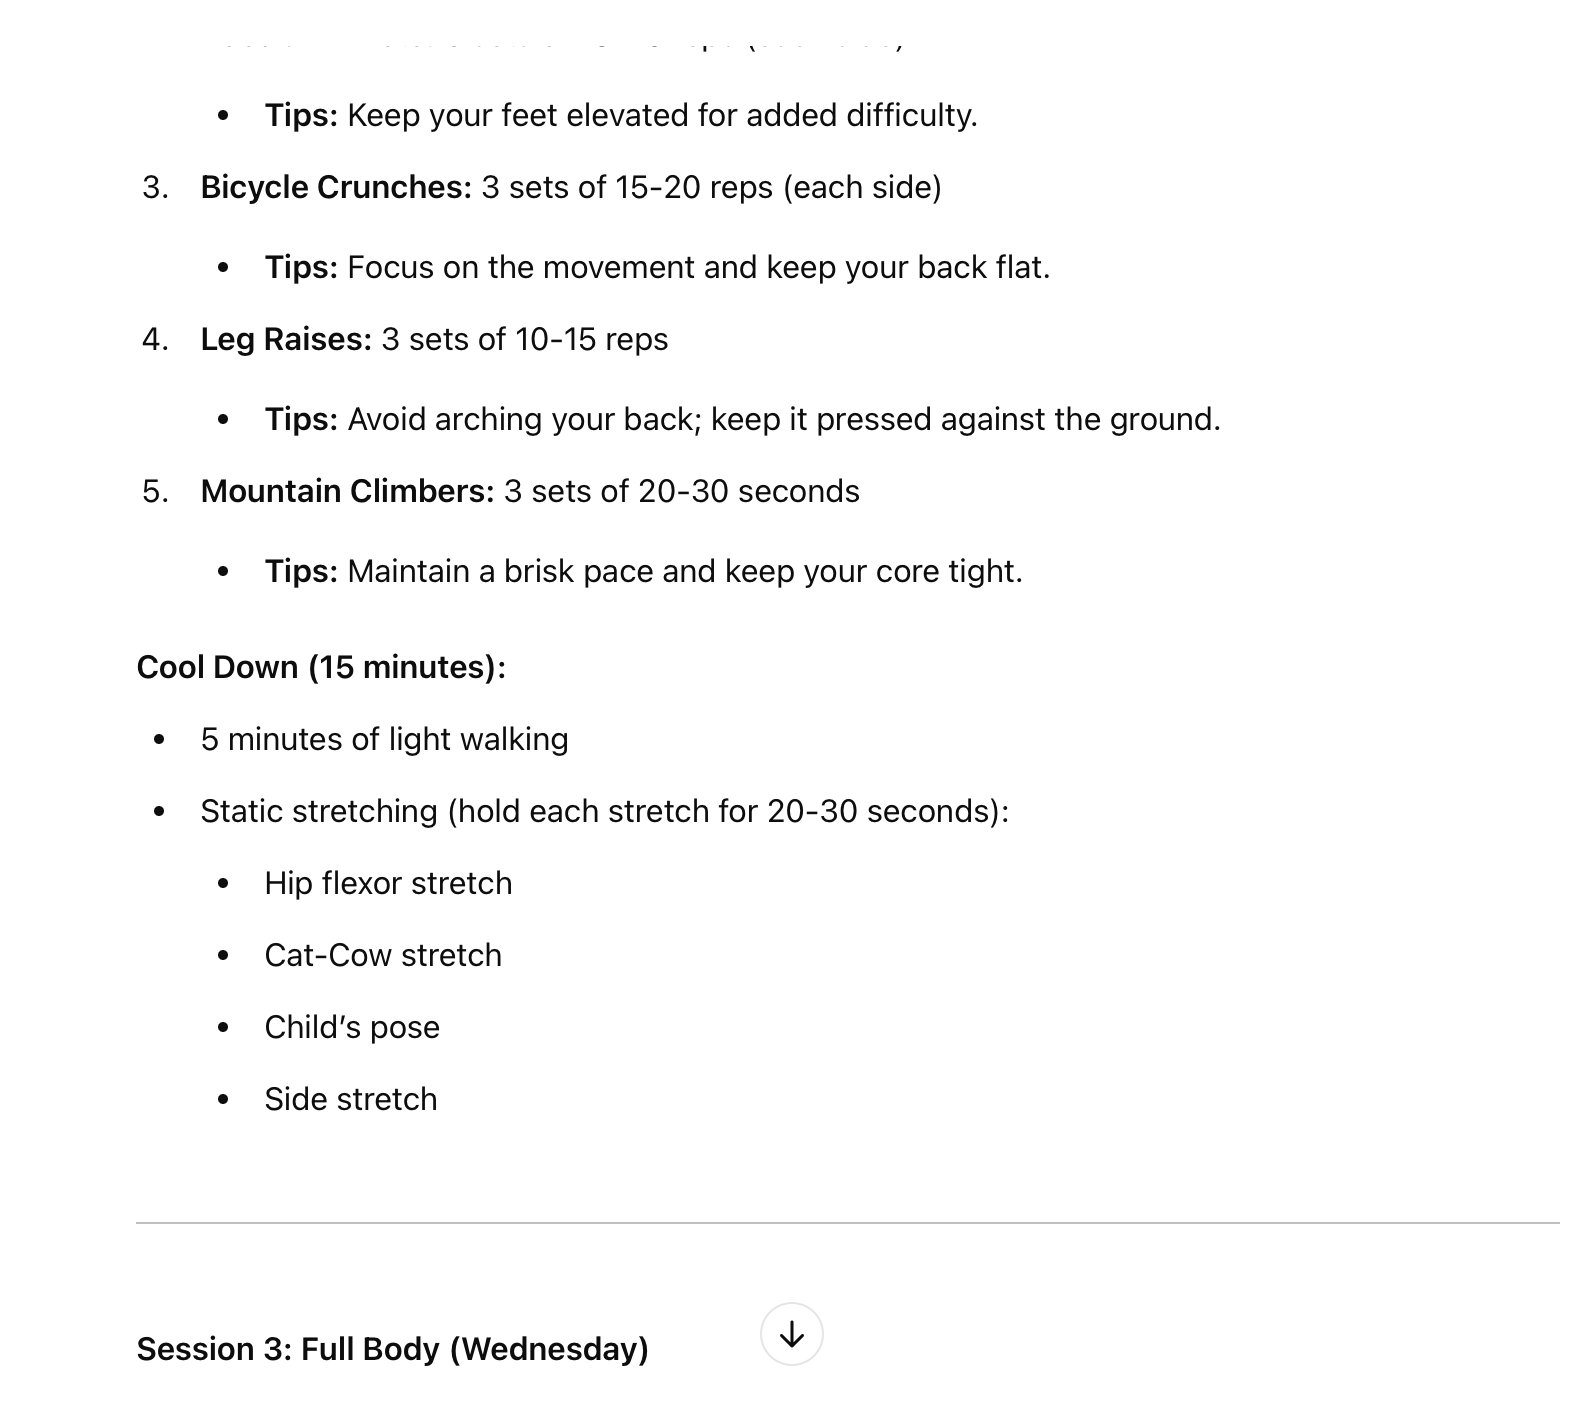 • Tips: Keep your feet elevated for added difficulty.
3. Bicycle Crunches: 3 sets of 15-20 reps (each side)
• Tips: Focus on the movement and keep your back flat.
4. Leg Raises: 3 sets of 10-15 reps
• Tips: Avoid arching your back; keep it pressed against the ground.
5. Mountain Climbers: 3 sets of 20-30 seconds
• Tips: Maintain a brisk pace and keep your core tight.
Cool Down (15 minutes):
• 5 minutes of light walking
• Static stretching (hold each stretch for 20-30 seconds):
• Hip flexor stretch
• Cat-Cow stretch
• Child’s pose
• Side stretch
Session 3: Full Body (Wednesday)